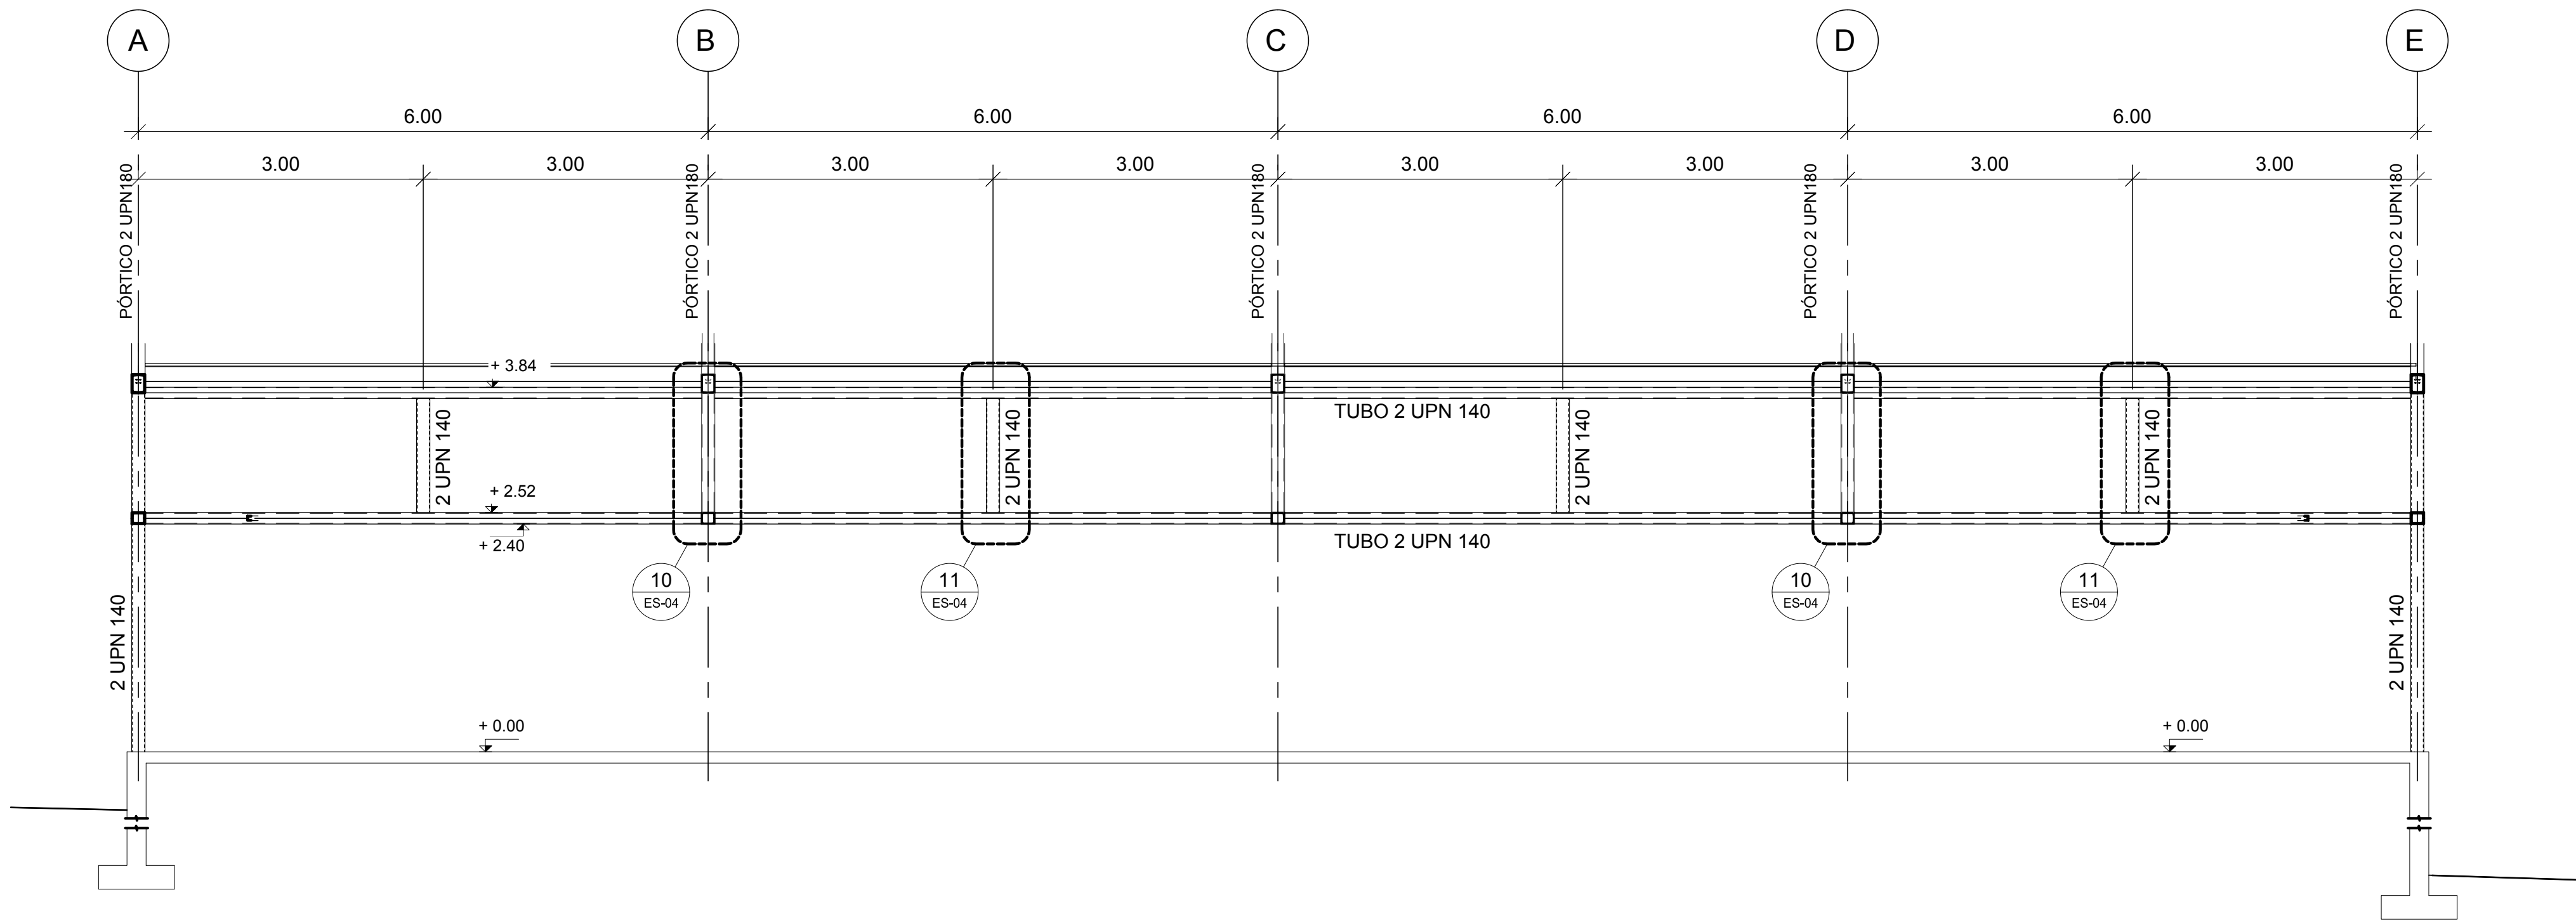 A
B
C
D
E
6.00
6.00
6.00
6.00
3.00
3.00
3.00
3.00
3.00
3.00
3.00
3.00
PÓRTICO 2 UPN180
PÓRTICO 2 UPN180
PÓRTICO 2 UPN180
PÓRTICO 2 UPN180
PÓRTICO 2 UPN180
+ 3.84
TUBO 2 UPN 140
2 UPN 140
2 UPN 140
2 UPN 140
2 UPN 140
+ 2.52
+ 2.40
TUBO 2 UPN 140
10
ES-04
11
ES-04
10
ES-04
11
ES-04
2 UPN 140
2 UPN 140
+ 0.00
+ 0.00